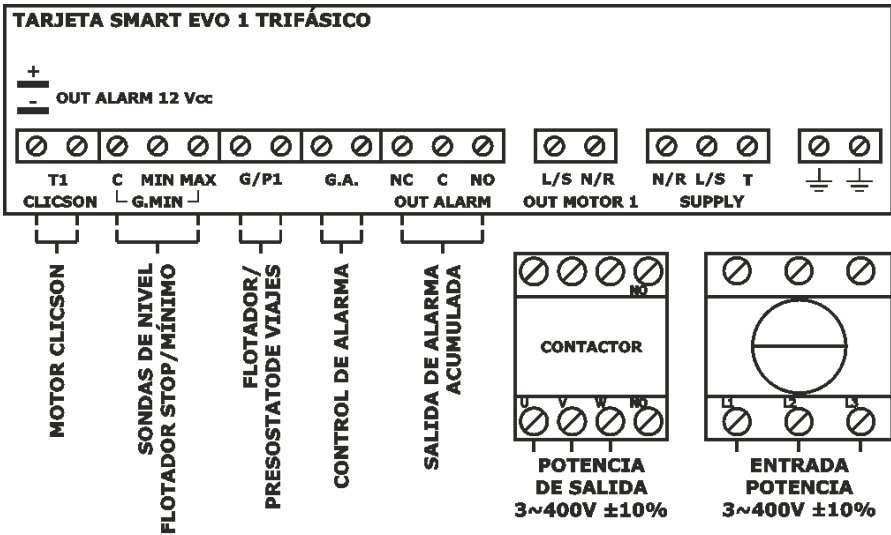 TARJETA SMART EVO 1 TRIFÁSICO
+
- OUT ALARM 12 Vcc
T1 C MIN MAX G/P1 G.A. NC C NO L/S N/R N/R L/S T
CLICSON G.MIN OUT ALARM OUT MOTOR 1 SUPPLY
MOTOR CLICSON
SONDAS DE NIVEL
FLOTADOR STOP/MÍNIMO
FLOTADOR/
PRESOSTATODE VIAJES
CONTROL DE ALARMA
SALIDA DE ALARMA
ACUMULADA
NO
CONTACTOR
U V W NO
POTENCIA
DE SALIDA
3~400V ±10%
L1 L2 L3
ENTRADA
POTENCIA
3~400V ±10%